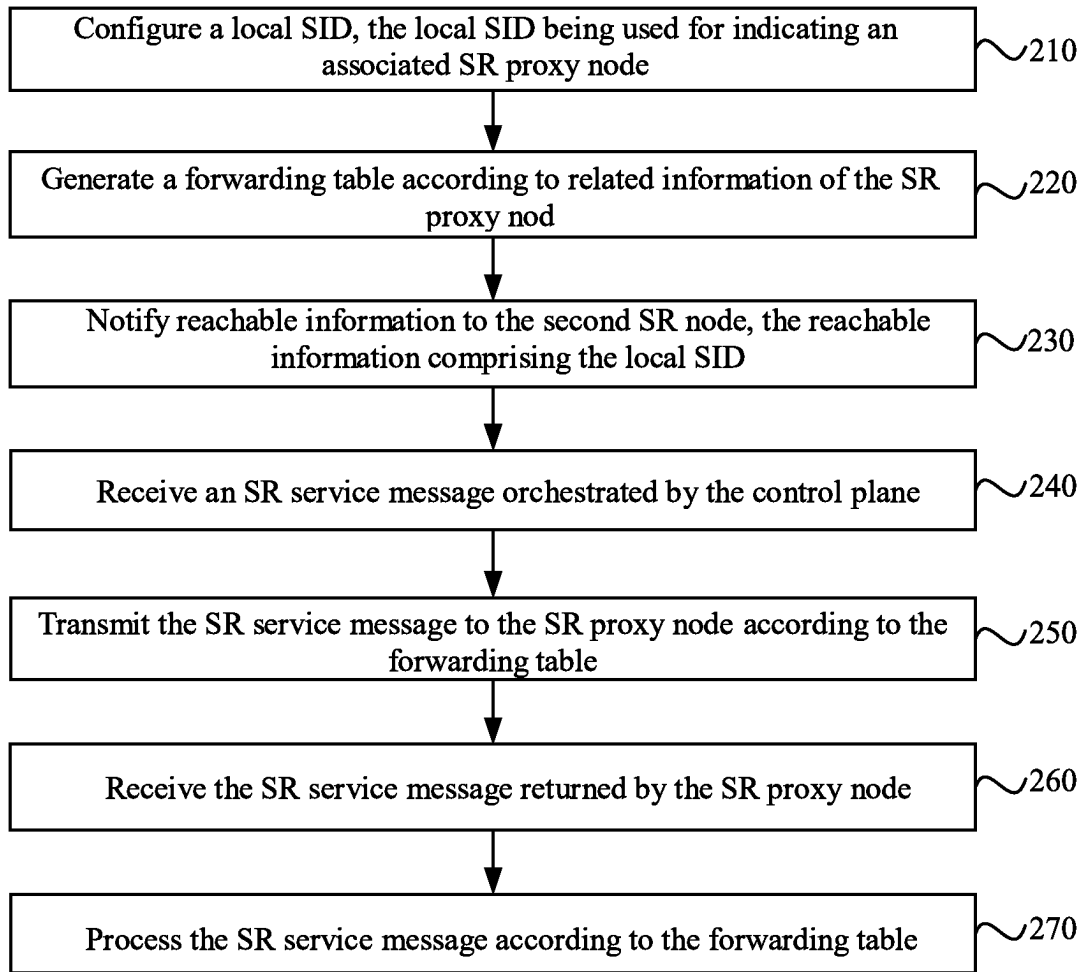 Configure a local SID, the local SID being used for indicating an
associated SR proxy node
210
Generate a forwarding table according to related information of the SR
proxy nod
220
Notify reachable information to the second SR node, the reachable
information comprising the local SID
230
Receive an SR service message orchestrated by the control plane
240
Transmit the SR service message to the SR proxy node according to the
forwarding table
250
Receive the SR service message returned by the SR proxy node
260
Process the SR service message according to the forwarding table
270